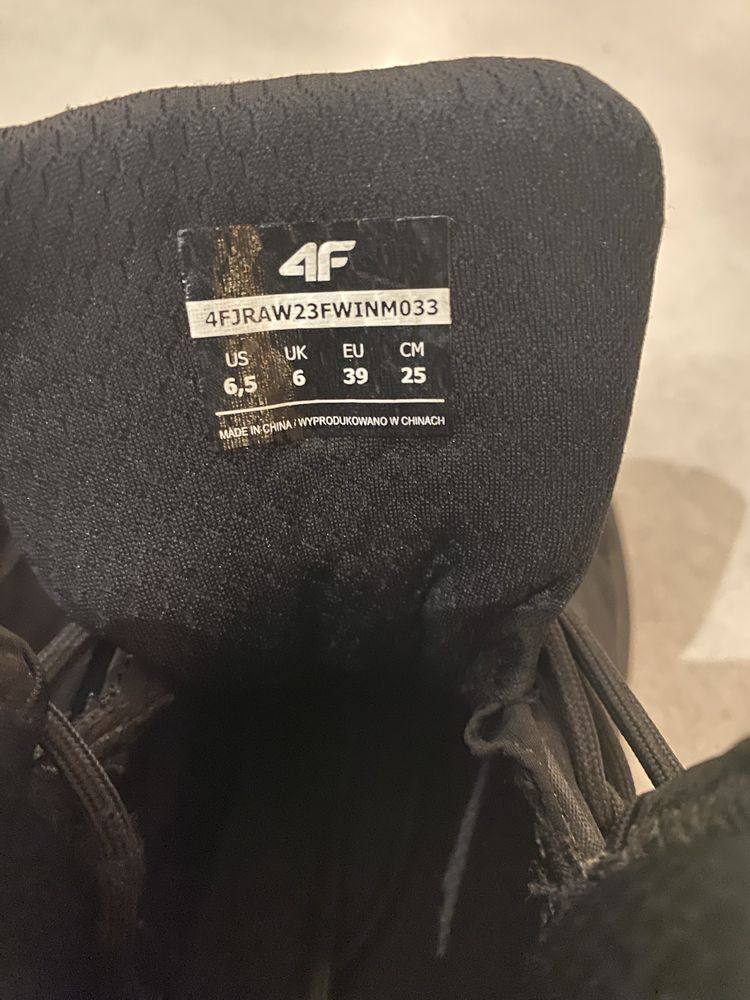 4F
4FJRAW23FWINM033
US UK EU CM
6,5 6 39 25
MADE IN CHINA / WYPRODUKOWANO W CHINACH